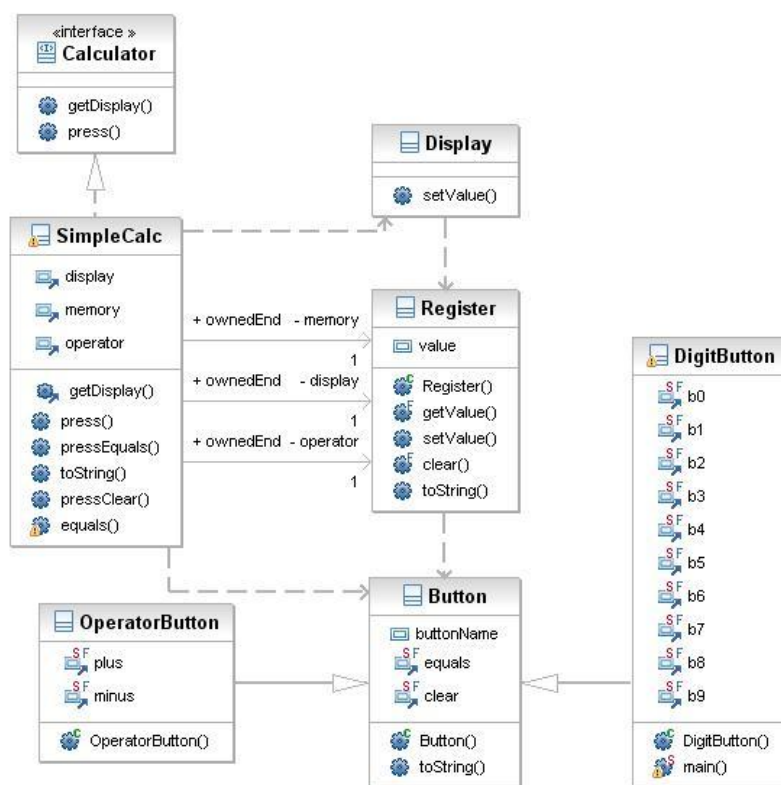 «interface »
Calculator
getDisplay()
press()
Display
setValue()
SimpleCalc
display
memory
operator
getDisplay()
press()
pressEquals()
toString()
pressClear()
equals()
+ ownedEnd - memory
1
+ ownedEnd - display
1
+ ownedEnd - operator
1
Register
value
Register()
getValue()
setValue()
clear()
toString()
DigitButton
b0
b1
b2
b3
b4
b5
b6
b7
b8
b9
DigitButton()
main()
OperatorButton
plus
minus
OperatorButton()
Button
buttonName
equals
clear
Button()
toString()